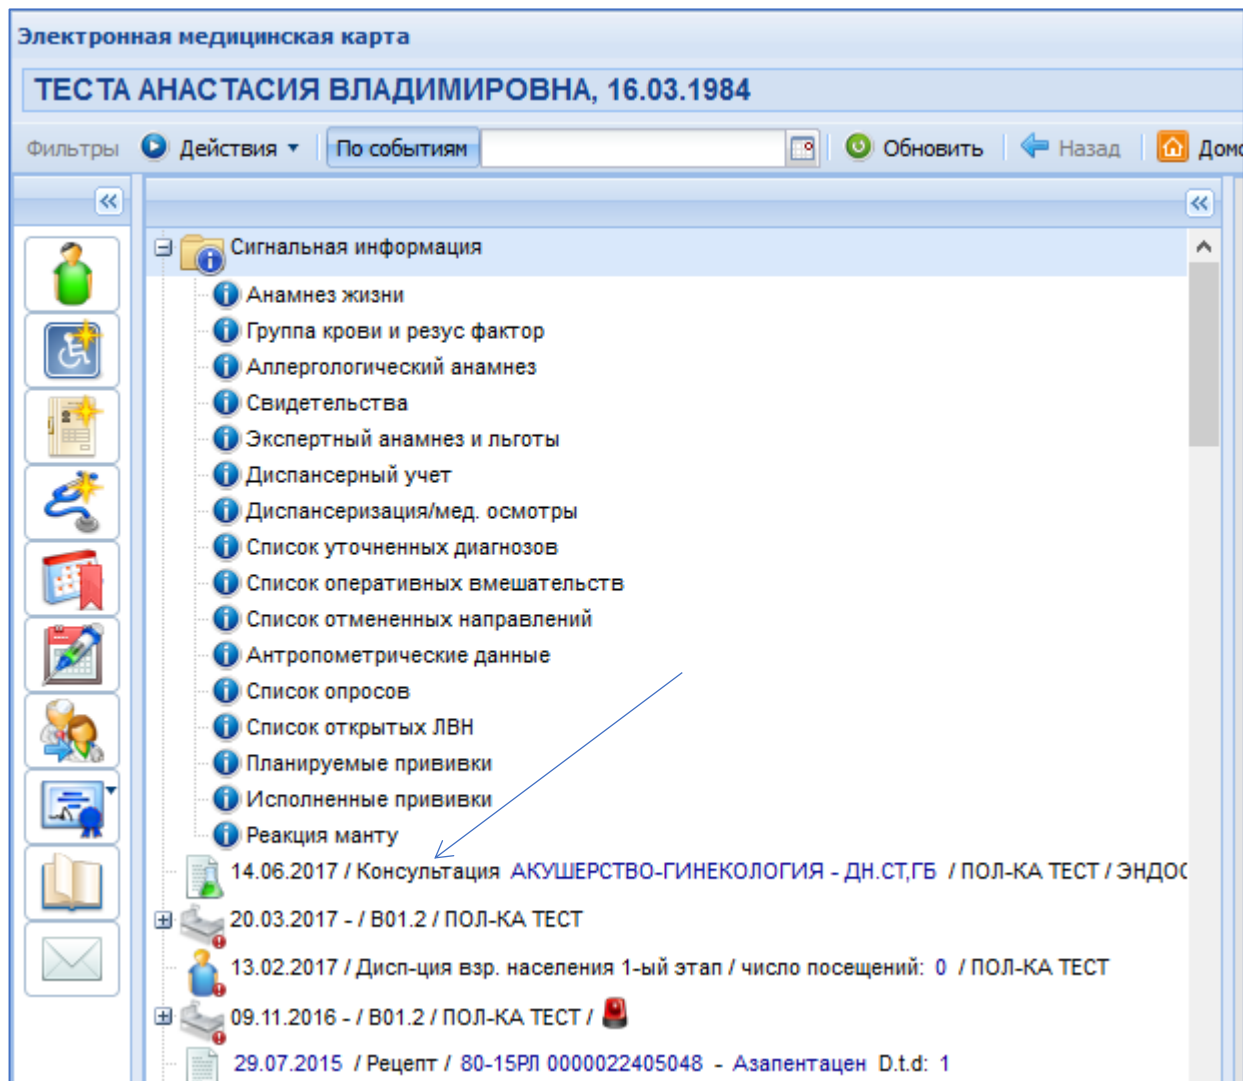 Электронная медицинская карта
ТЕСТА АНАСТАСИЯ ВЛАДИМИРОВНА, 16.03.1984
Фильтры Действия По событиям Обновить Назад Домо
Сигнальная информация
Анамнез жизни
Группа крови и резус фактор
Аллергологический анамнез
Свидетельства
Экспертный анамнез и льготы
Диспансерный учет
Диспансеризация/мед. осмотры
Список уточненных диагнозов
Список оперативных вмешательств
Список отмененных направлений
Антропометрические данные
Список опросов
Список открытых ЛВН
Планируемые прививки
Исполненные прививки
Реакция манту
14.06.2017 / Консультация АКУШЕРСТВО-ГИНЕКОЛОГИЯ - ДН.СТ,ГБ / ПОЛ-КА ТЕСТ / ЭНДОС
20.03.2017 - / B01.2 / ПОЛ-КА ТЕСТ
13.02.2017 / Дисп-ция взр. населения 1-ый этап / число посещений: 0 / ПОЛ-КА ТЕСТ
09.11.2016 - / B01.2 / ПОЛ-КА ТЕСТ /
29.07.2015 / Рецепт / 80-15РЛ 0000022405048 - Азапентацен D.t.d: 1